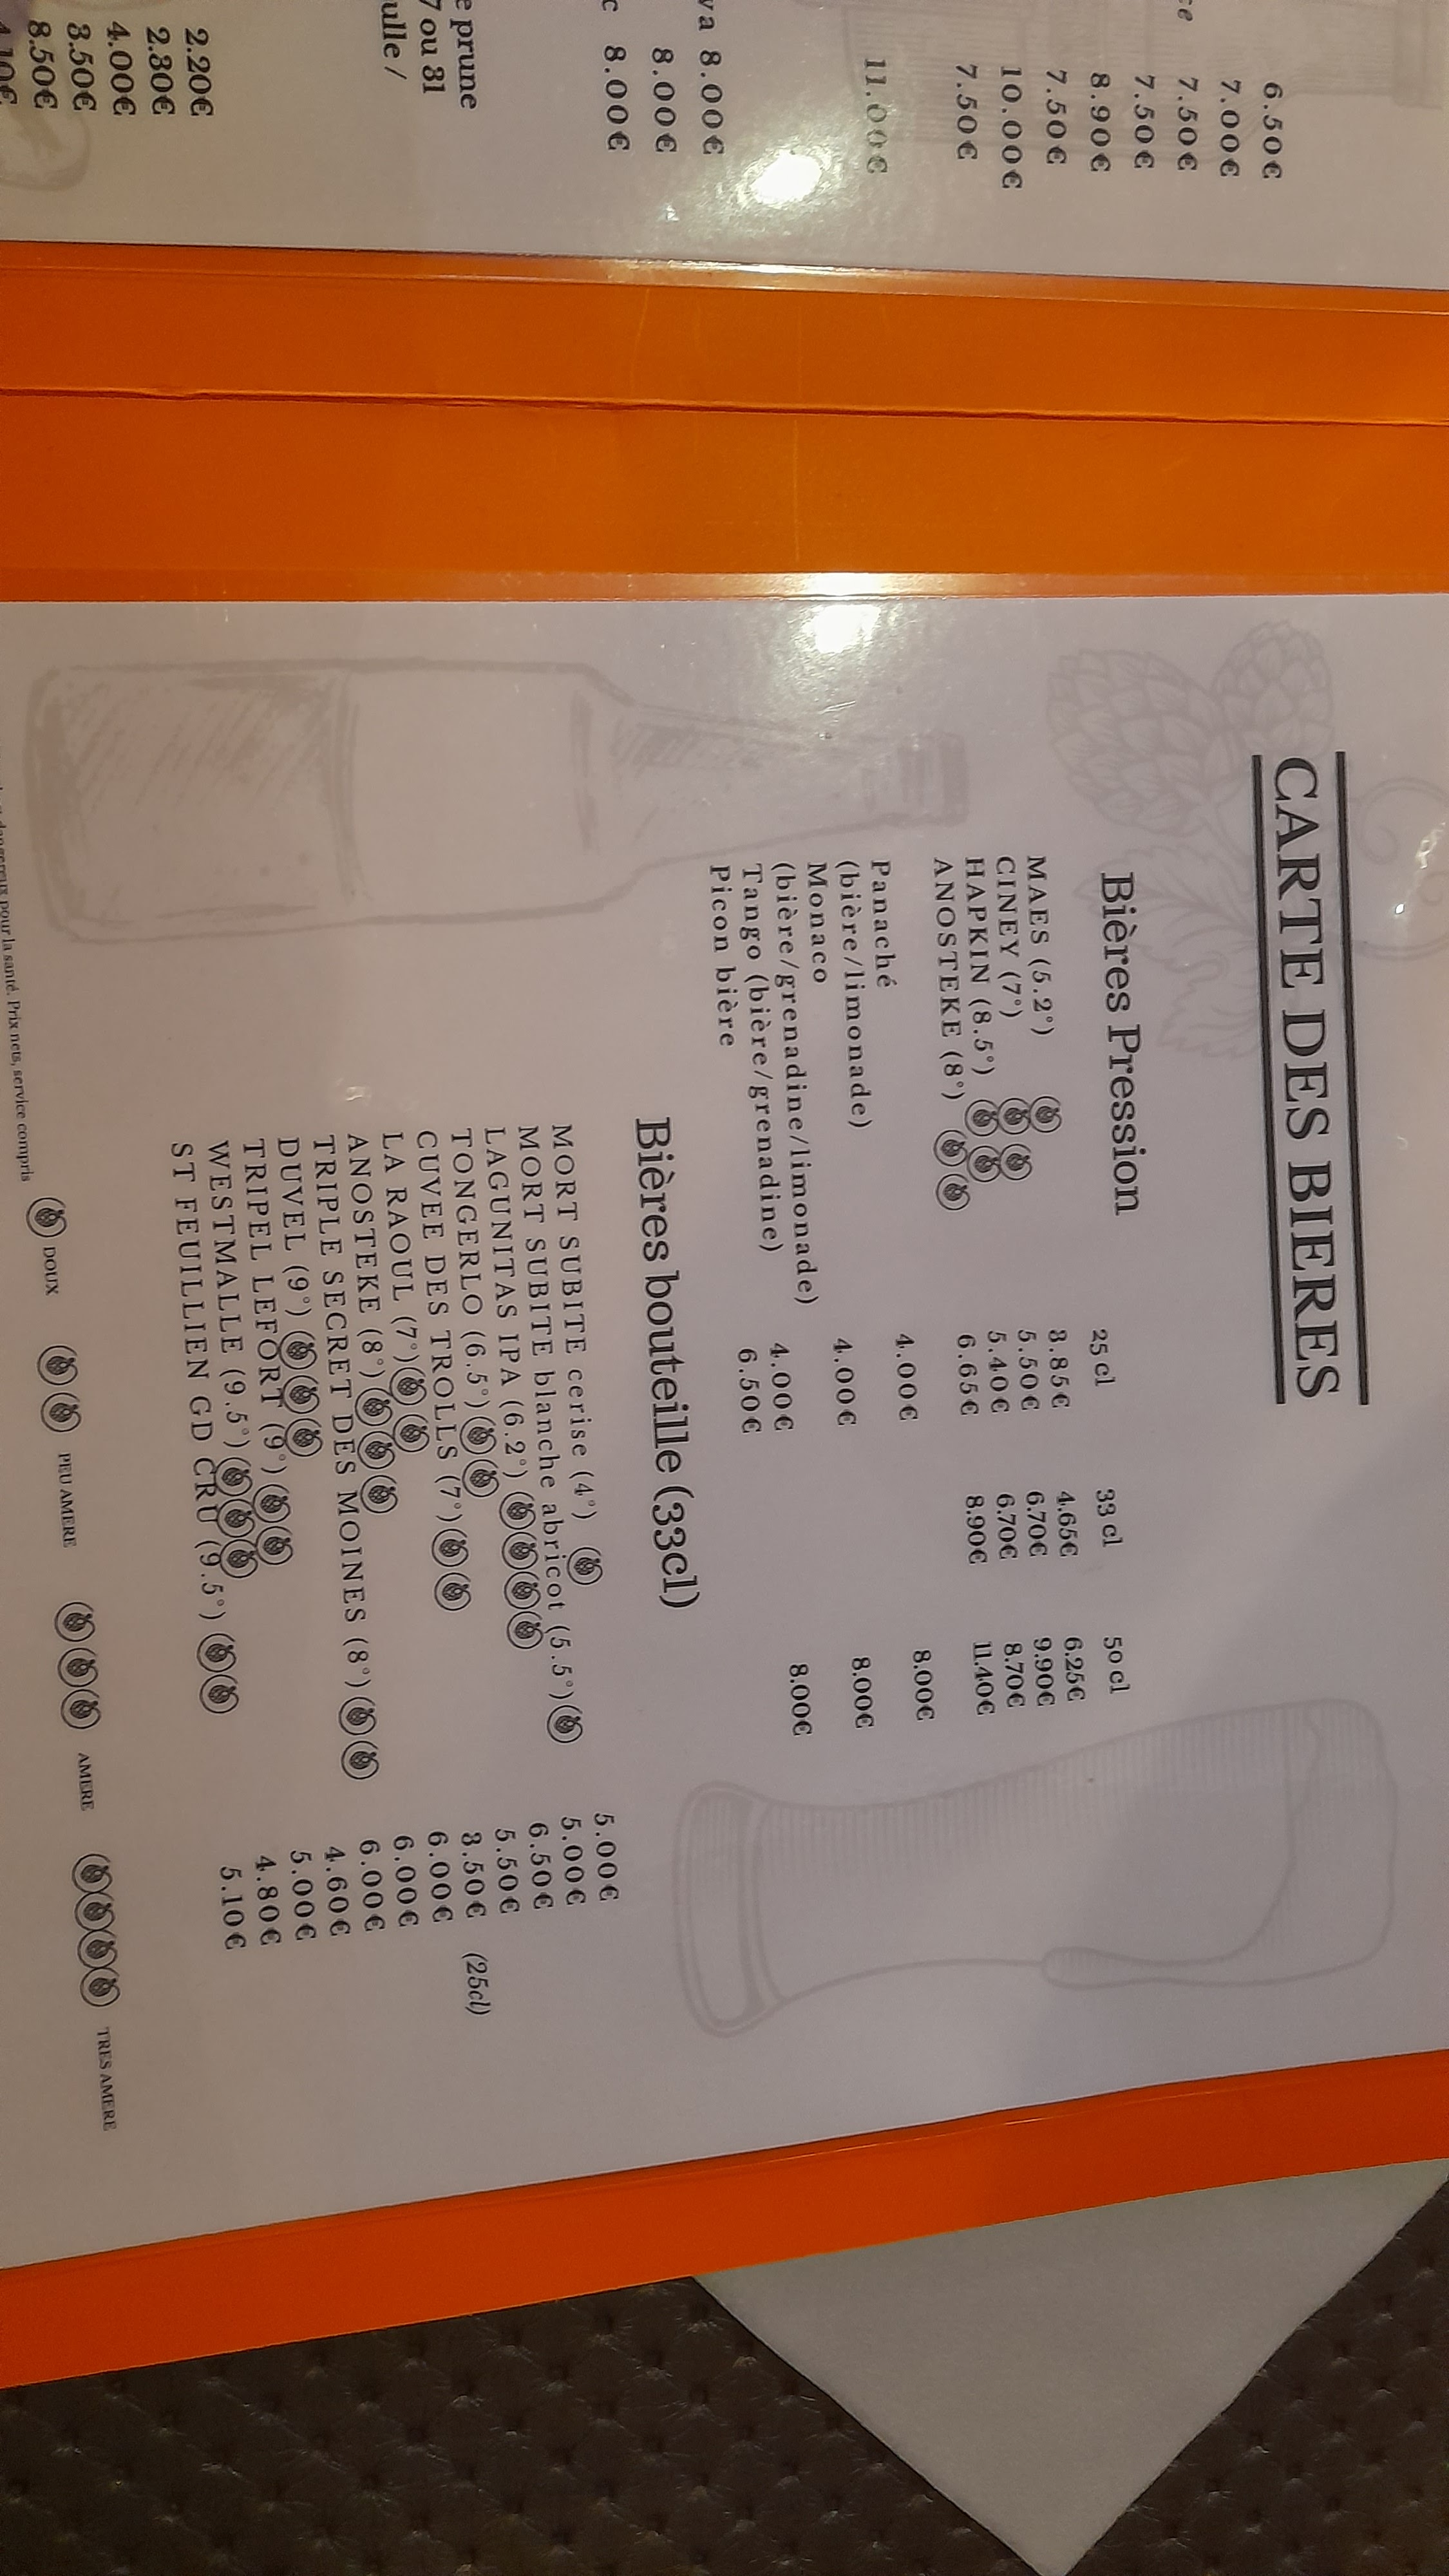 6.50€
7.00€
7.50€
7.50€
8.90€
7.50€
10.00€
7.50€
11.00€
va 8.00€
8.00€
c 8.00€
e prune
7 ou 81
ulle /
2.20€
2.30€
4.00€
3.50€
8.50€
4.10€
CARTE DES BIERES
Bières Pression 25cl 33 cl 50 cl
MAES (5.2°) 3.85€ 4.65€ 6.25€
CINEY (7°) 5.50€ 6.70€ 9.90€
HAPKIN (8.5°) 5.40€ 6.70€ 8.70€
ANOSTEKE (8°) 6.65€ 8.90€ 11.40€
Panaché
(bière/limonade) 4.00€ 8.00€
Monaco
(bière/grenadine/limonade) 4.00€ 8.00€
Tango (bière/grenadine) 4.00€ 8.00€
Picon bière 6.50€
Bières bouteille (33cl)
MORT SUBITE cerise (4°) 5.00€
MORT SUBITE blanche abricot (5.5°) 5.00€
LAGUNITAS IPA (6.2°) 6.50€
TONGERLO (6.5°) 5.50€
CUVEE DES TROLLS (7°) 3.50€ (25cl)
LA RAOUL (7°) 6.00€
ANOSTEKE (8°) 6.00€
TRIPLE SECRET DES MOINES (8°) 6.00€
DUVEL (9°) 4.60€
TRIPEL LEFORT (9°) 5.00€
WESTMALLE (9.5°) 4.80€
ST FEUILLIEN GD CRU (9.5°) 5.10€
DOUX PEU AMERE AMERE TRES AMERE
dangereux pour la santé. Prix nets, service compris